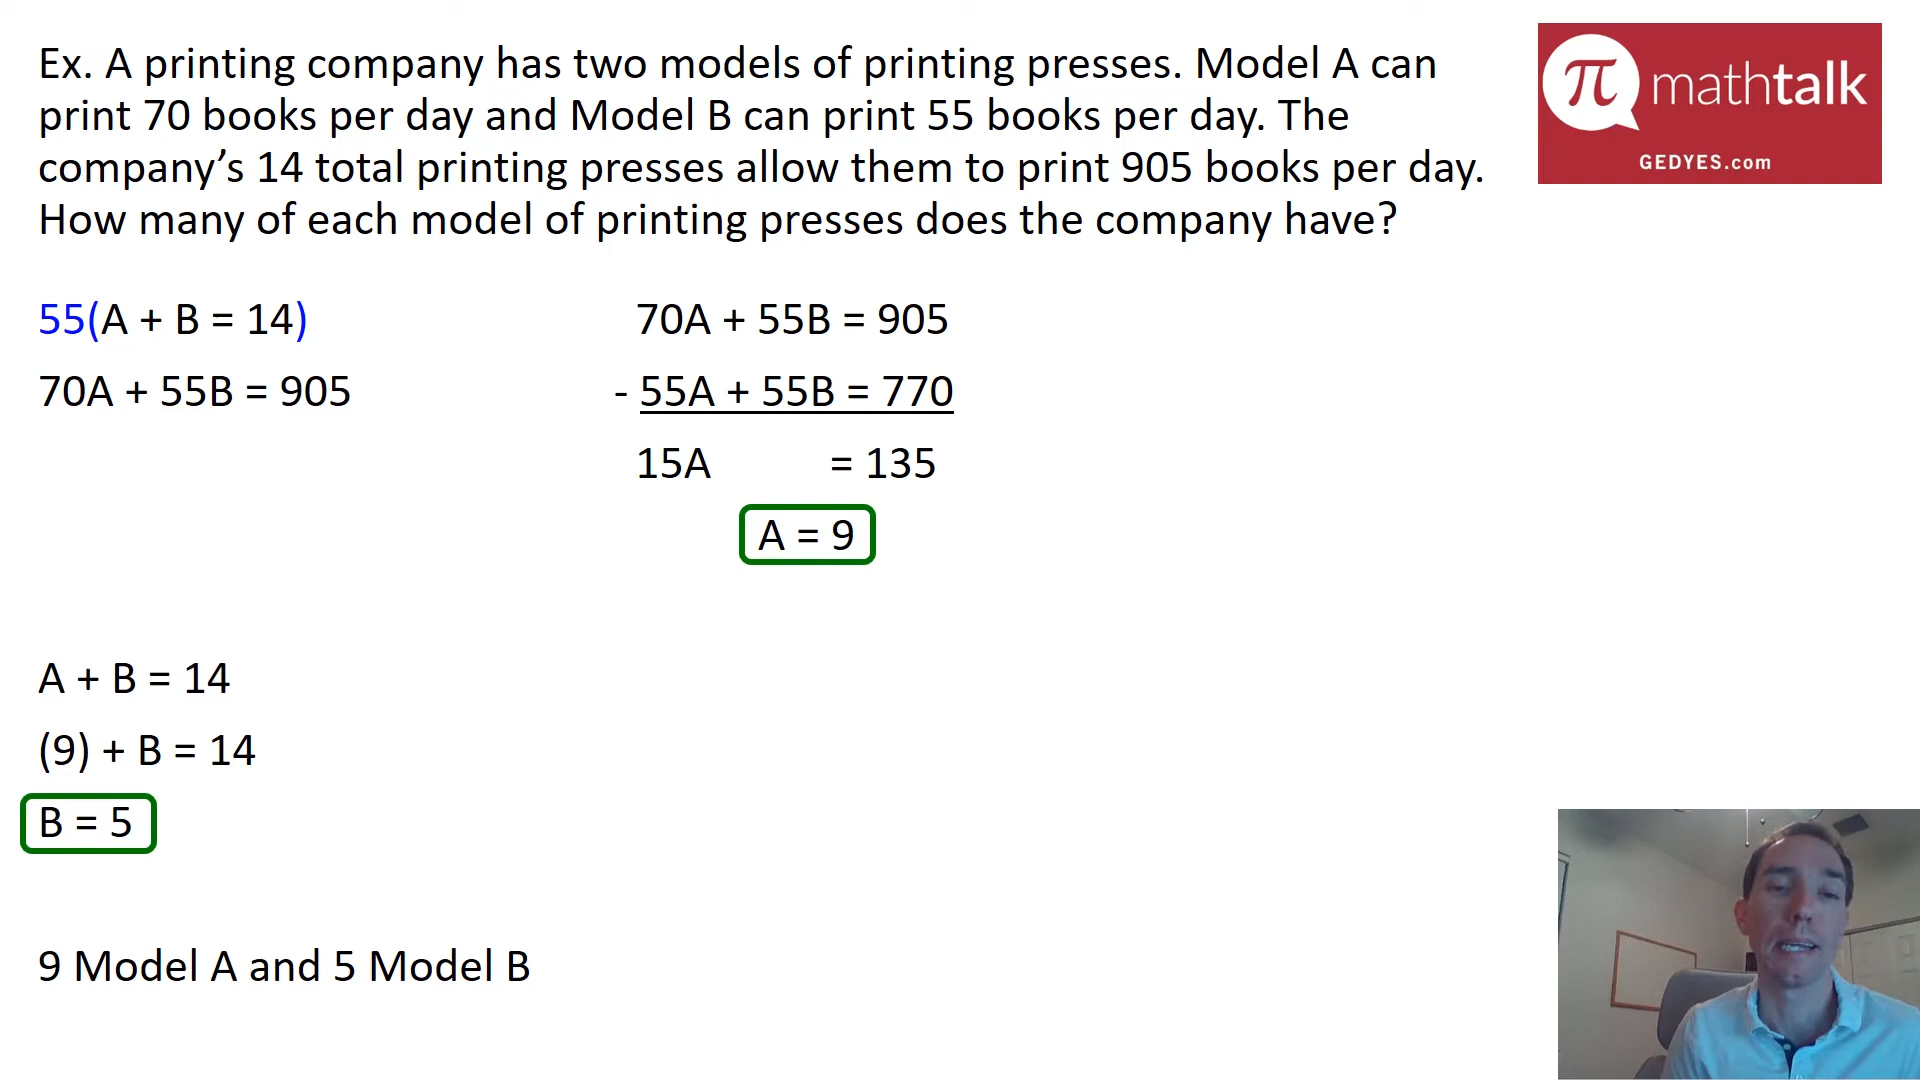 Ex. A printing company has two models of printing presses. Model A can
print 70 books per day and Model B can print 55 books per day. The
company’s 14 total printing presses allow them to print 905 books per day.
How many of each model of printing presses does the company have?
π mathtalk
GEDYES.com
55(A + B = 14)
70A + 55B = 905
70A + 55B = 905
- 55A + 55B = 770
15A = 135
A = 9
A + B = 14
(9) + B = 14
B = 5
9 Model A and 5 Model B